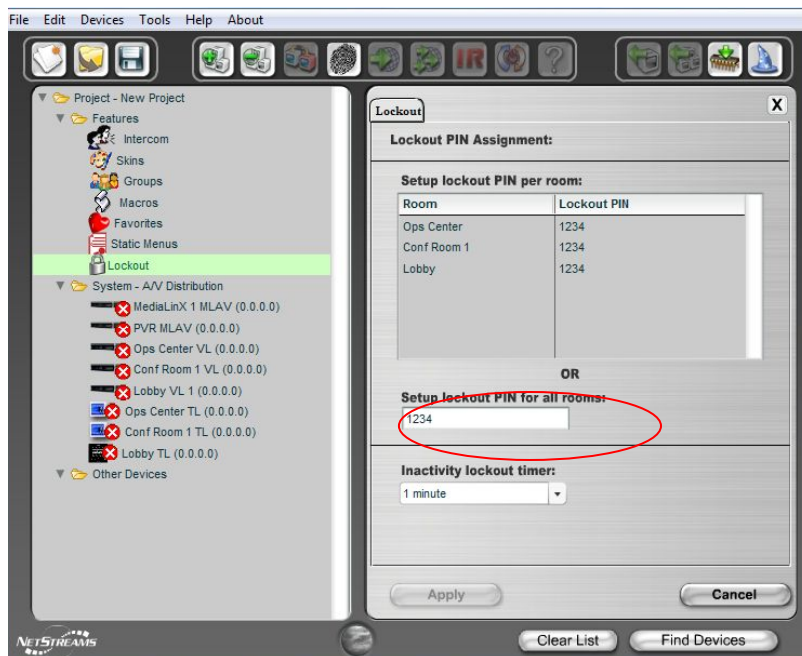 File Edit Devices Tools Help About
IR
Project - New Project
Features
Intercom
Skins
Groups
Macros
Favorites
Static Menus
Lockout
System - A/V Distribution
MediaLinX 1 MLAV (0.0.0.0)
PVR MLAV (0.0.0.0)
Ops Center VL (0.0.0.0)
Conf Room 1 VL (0.0.0.0)
Lobby VL 1 (0.0.0.0)
Ops Center TL (0.0.0.0)
Conf Room 1 TL (0.0.0.0)
Lobby TL (0.0.0.0)
Other Devices
Lockout X
Lockout PIN Assignment:
Setup lockout PIN per room:
Room Lockout PIN
Ops Center 1234
Conf Room 1 1234
Lobby 1234
OR
Setup lockout PIN for all rooms:
1234
Inactivity lockout timer:
1 minute
Apply Cancel
NETSTREAMS Clear List Find Devices